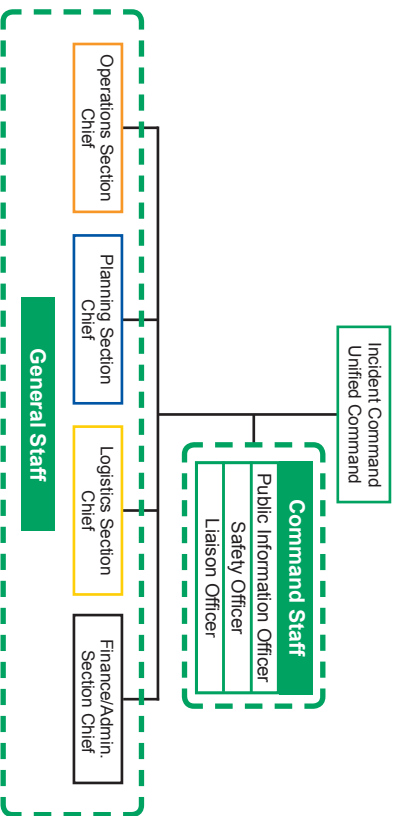 Incident Command
Unified Command
Command Staff
Public Information Officer
Safety Officer
Liaison Officer
Operations Section
Chief
Planning Section
Chief
Logistics Section
Chief
Finance/Admin.
Section Chief
General Staff